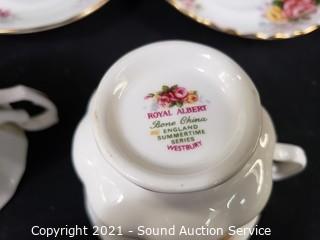 ROYAL ALBERT
Bone China
ENGLAND
SUMMERTIME
SERIES
WESTBURY
Copyright 2021 - Sound Auction Service